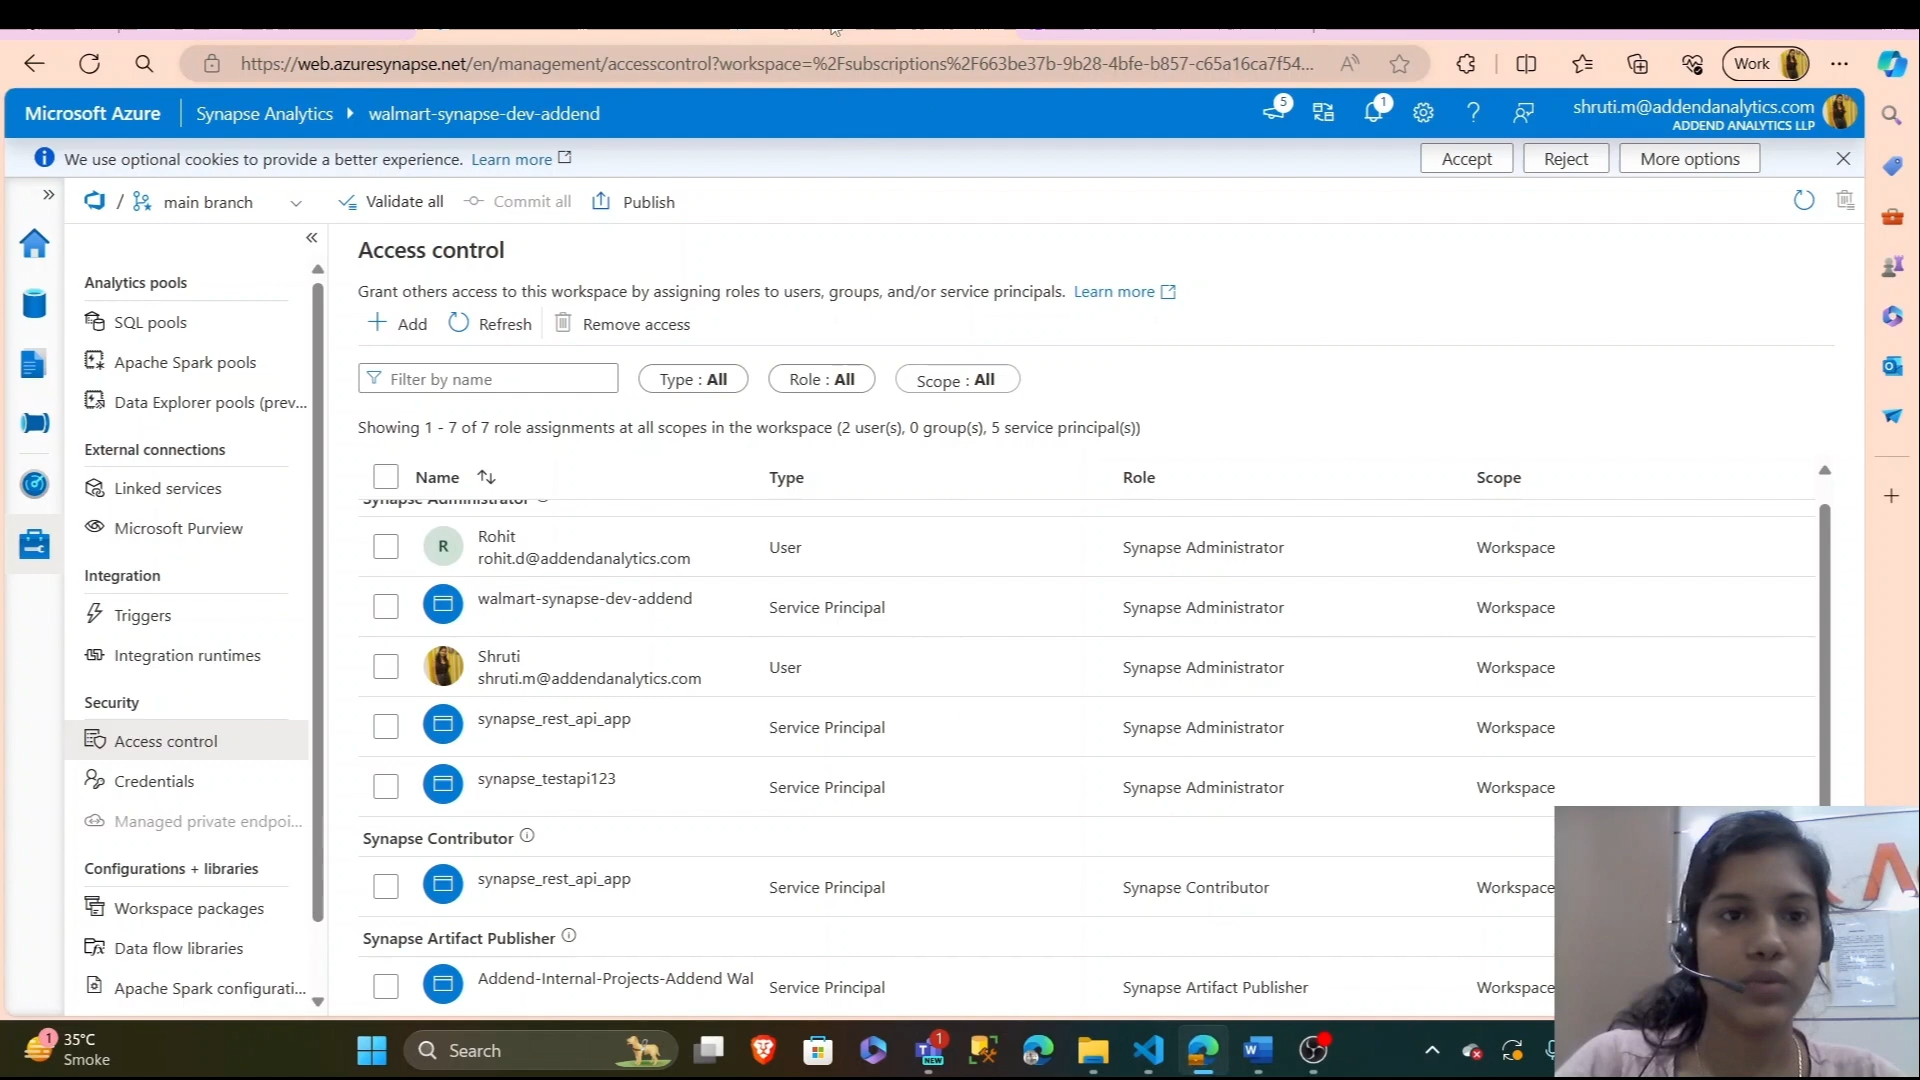 https://web.azuresynapse.net/en/management/accesscontrol?workspace=%2Fsubscriptions%2F663be37b-9b28-4bfe-b857-c65a16ca7f54...
Work
Microsoft Azure
Synapse Analytics
walmart-synapse-dev-addend
5
1
shruti.m@addendanalytics.com
ADDEND ANALYTICS LLP
We use optional cookies to provide a better experience. Learn more
Accept
Reject
More options
/ main branch
Validate all
Commit all
Publish
Analytics pools
SQL pools
Apache Spark pools
Data Explorer pools (prev...
External connections
Linked services
Microsoft Purview
Integration
Triggers
Integration runtimes
Security
Access control
Credentials
Managed private endpoi...
Configurations + libraries
Workspace packages
Data flow libraries
Apache Spark configurati...
Access control
Grant others access to this workspace by assigning roles to users, groups, and/or service principals. Learn more
Add
Refresh
Remove access
Filter by name
Type : All
Role : All
Scope : All
Showing 1 - 7 of 7 role assignments at all scopes in the workspace (2 user(s), 0 group(s), 5 service principal(s))
Name Type Role Scope
Synapse Administrator
R
Rohit
rohit.d@addendanalytics.com
User Synapse Administrator Workspace
walmart-synapse-dev-addend
Service Principal Synapse Administrator Workspace
Shruti
shruti.m@addendanalytics.com
User Synapse Administrator Workspace
synapse_rest_api_app
Service Principal Synapse Administrator Workspace
synapse_testapi123
Service Principal Synapse Administrator Workspace
Synapse Contributor
synapse_rest_api_app
Service Principal Synapse Contributor Workspace
Synapse Artifact Publisher
Addend-Internal-Projects-Addend Wal
Service Principal Synapse Artifact Publisher Workspace
1
35°C
Smoke
Search
1
NEW